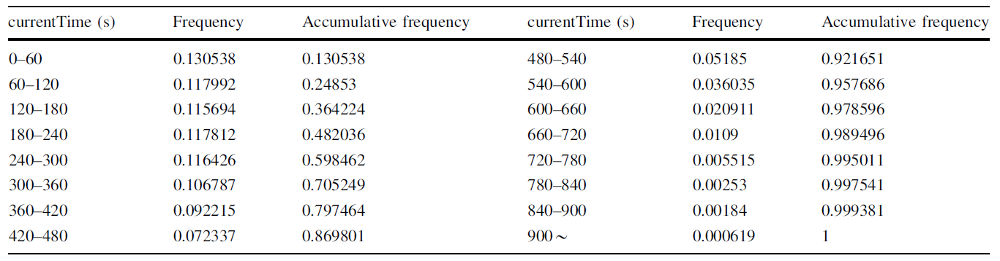 currentTime (s) Frequency Accumulative frequency currentTime (s) Frequency Accumulative frequency
0–60 0.130538 0.130538 480–540 0.05185 0.921651
60–120 0.117992 0.24853 540–600 0.036035 0.957686
120–180 0.115694 0.364224 600–660 0.020911 0.978596
180–240 0.117812 0.482036 660–720 0.0109 0.989496
240–300 0.116426 0.598462 720–780 0.005515 0.995011
300–360 0.106787 0.705249 780–840 0.00253 0.997541
360–420 0.092215 0.797464 840–900 0.00184 0.999381
420–480 0.072337 0.869801 900~ 0.000619 1